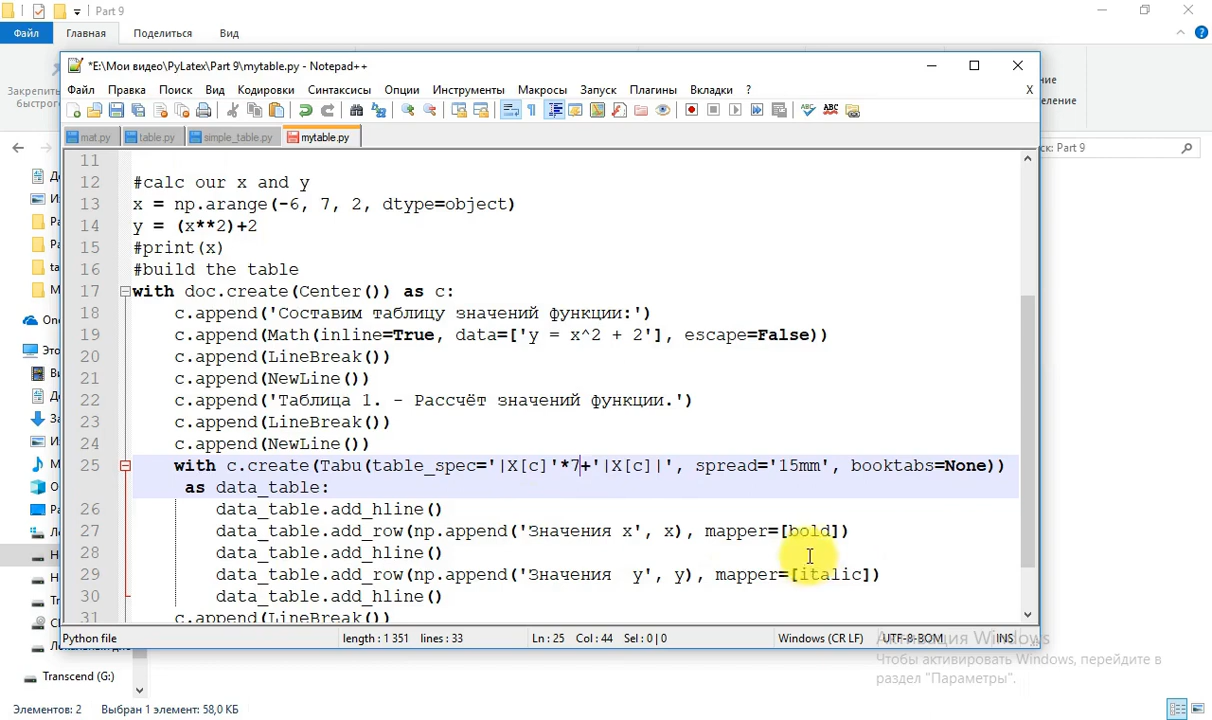 Part 9
Файл Главная Поделиться Вид
Закрепить
быстрого
ние
еление
*E:\Мои видео\PyLatex\Part 9\mytable.py - Notepad++
Файл Правка Поиск Вид Кодировки Синтаксисы Опции Инструменты Макросы Запуск Плагины Вкладки ? X
mat.py table.py simple_table.py mytable.py
ск: Part 9
11
12 #calc our x and y
13 x = np.arange(-6, 7, 2, dtype=object)
14 y = (x**2)+2
15 #print(x)
16 #build the table
17 with doc.create(Center()) as c:
18 c.append('Составим таблицу значений функции:')
19 c.append(Math(inline=True, data=['y = x^2 + 2'], escape=False))
20 c.append(LineBreak())
21 c.append(NewLine())
22 c.append('Таблица 1. - Рассчёт значений функции.')
23 c.append(LineBreak())
24 c.append(NewLine())
25 with c.create(Tabu(table_spec='|X[c]'*7+'|X[c]|', spread='15mm', booktabs=None))
as data_table:
26 data_table.add_hline()
27 data_table.add_row(np.append('Значения x', x), mapper=[bold])
28 data_table.add_hline()
29 data_table.add_row(np.append('Значения  y', y), mapper=[italic])
30 data_table.add_hline()
31 c.append(LineBreak())
Python file length : 1 351 lines : 33 Ln : 25 Col : 44 Sel : 0 | 0 Windows (CR LF) UTF-8-BOM INS
Активация Windows
Чтобы активировать Windows, перейдите в
раздел "Параметры".
Transcend (G:)
Элементов: 2 Выбран 1 элемент: 58,0 КБ